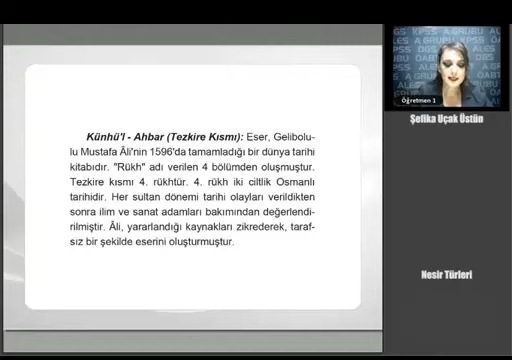 Künhü'l - Ahbar (Tezkire Kısmı): Eser, Gelibolu-
lu Mustafa Âli'nin 1596'da tamamladığı bir dünya tarihi
kitabıdır. "Rükh" adı verilen 4 bölümden oluşmuştur.
Tezkire kısmı 4. rükhtür. 4. rükh iki ciltlik Osmanlı
tarihidir. Her sultan dönemi tarihi olayları verildikten
sonra ilim ve sanat adamları bakımından değerlendi-
rilmiştir. Âli, yararlandığı kaynakları zikrederek, taraf-
sız bir şekilde eserini oluşturmuştur.
Öğretmen 1
Şefika Uçak Üstün
Nesir Türleri